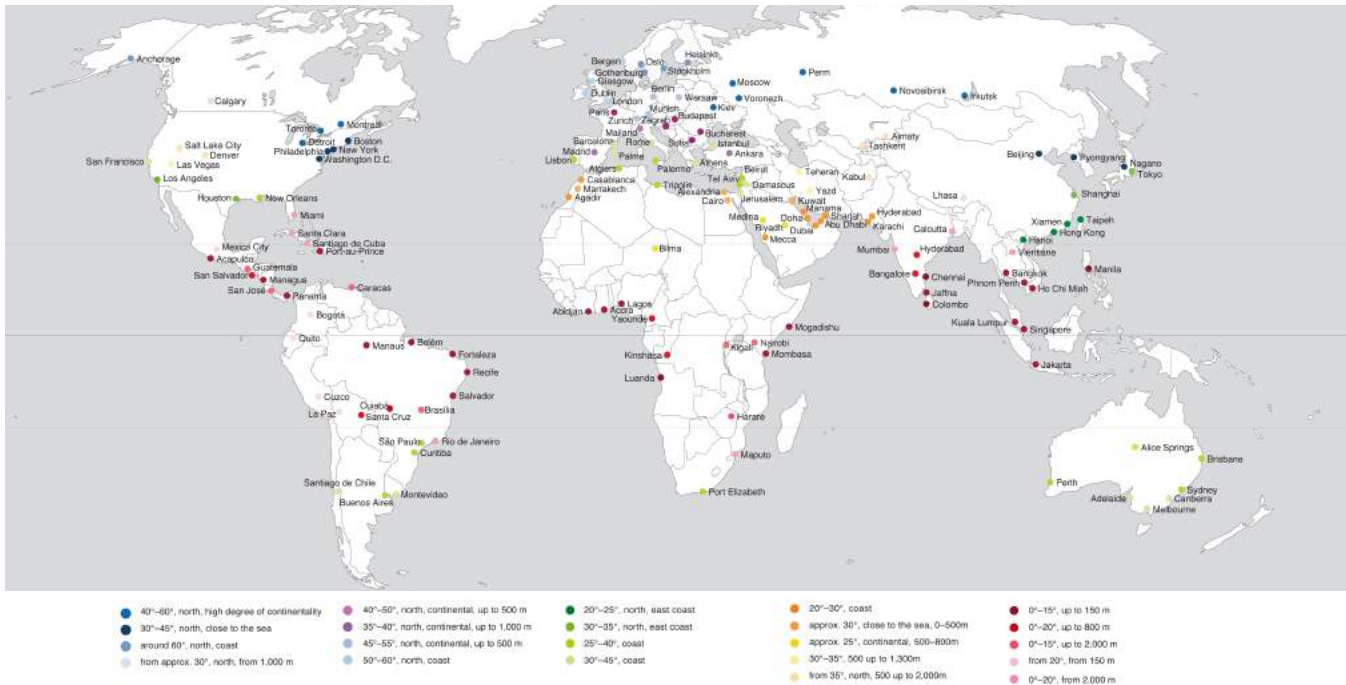 Anchorage
Calgary
Toronto
Montreal
Detroit
Boston
Philadelphia
New York
Washington D.C.
Salt Lake City
Denver
San Francisco
Las Vegas
Los Angeles
Houston
New Orleans
Miami
Santa Clara
Santiago de Cuba
Mexico City
Port-au-Prince
Acapulco
Guatemala
San Salvador
Managua
San José
Panama
Caracas
Bogotá
Quito
Manaus
Belém
Fortaleza
Recife
Cuzco
Salvador
La Paz
Cuiabá
Santa Cruz
Brasília
São Paulo
Rio de Janeiro
Curitiba
Santiago de Chile
Buenos Aires
Montevideo
Bergen
Oslo
Helsinki
Gothenburg
Stockholm
Glasgow
Dublin
Berlin
London
Warsaw
Moscow
Perm
Voronezh
Novosibirsk
Irkutsk
Paris
Munich
Kiev
Zurich
Zagreb
Budapest
Mailand
Bucharest
Barcelona
Rome
Sofia
Istanbul
Madrid
Palme
Ankara
Lisbon
Palermo
Athens
Algiers
Casablanca
Marrakech
Agadir
Tripolis
Tel Aviv
Beirut
Alexandria
Damascus
Cairo
Jerusalem
Teheran
Yazd
Kabul
Almaty
Tashkent
Kuwait
Manama
Medina
Doha
Sharjah
Hyderabad
Riyadh
Dubai
Abu Dhabi
Karachi
Mecca
Bilma
Abidjan
Accra
Lagos
Yaounde
Mogadishu
Kinshasa
Kigali
Nairobi
Mombasa
Luanda
Harare
Maputo
Port Elizabeth
Beijing
Pyongyang
Nagano
Tokyo
Shanghai
Lhasa
Xiamen
Taipeh
Calcutta
Hong Kong
Hanoi
Mumbai
Hyderabad
Vientiane
Bangalore
Chennai
Bangkok
Manila
Phnom Penh
Ho Chi Minh
Jaffna
Colombo
Kuala Lumpur
Singapore
Jakarta
Alice Springs
Brisbane
Perth
Sydney
Adelaide
Canberra
Melbourne
40°–60°, north, high degree of continentality
30°–45°, north, close to the sea
around 60°, north, coast
from approx. 30°, north, from 1,000 m
40°–50°, north, continental, up to 500 m
35°–40°, north, continental, up to 1,000 m
45°–55°, north, continental, up to 500 m
50°–60°, north, coast
20°–25°, north, east coast
30°–35°, north, east coast
25°–40°, coast
30°–45°, coast
20°–30°, coast
approx. 30°, close to the sea, 0–500m
approx. 25°, continental, 500–800m
30°–35°, 500 up to 1,300m
from 35°, north, 500 up to 2,000m
0°–15°, up to 150 m
0°–20°, up to 800 m
0°–15°, up to 2,000 m
from 20°, from 150 m
0°–20°, from 2,000 m